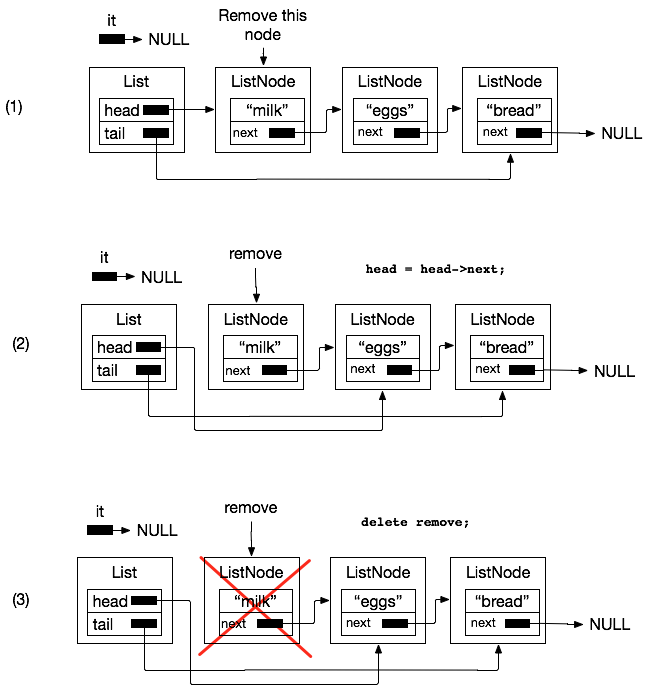 it
NULL
Remove this
node
(1)
List
head
tail
ListNode
“milk”
next
ListNode
“eggs”
next
ListNode
“bread”
next
NULL
it
NULL
remove
head = head->next;
(2)
List
head
tail
ListNode
“milk”
next
ListNode
“eggs”
next
ListNode
“bread”
next
NULL
it
NULL
remove
delete remove;
(3)
List
head
tail
ListNode
“milk”
next
ListNode
“eggs”
next
ListNode
“bread”
next
NULL